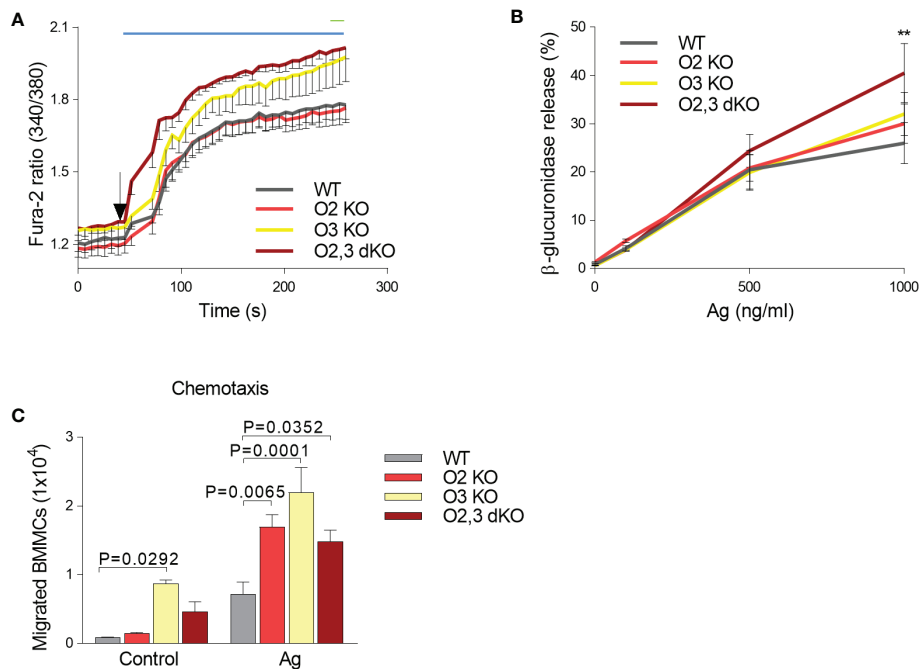 A
Fura-2 ratio (340/380)
2.1
1.8
1.5
1.2
0
100
200
300
Time (s)
WT
O2 KO
O3 KO
O2,3 dKO
B
β-glucuronidase release (%)
50
40
30
20
10
0
0
500
1000
Ag (ng/ml)
WT
O2 KO
O3 KO
O2,3 dKO
**
C
Chemotaxis
Migrated BMMCs (1x10⁴)
3
2
1
0
P=0.0292
P=0.0352
P=0.0001
P=0.0065
Control
Ag
WT
O2 KO
O3 KO
O2,3 dKO